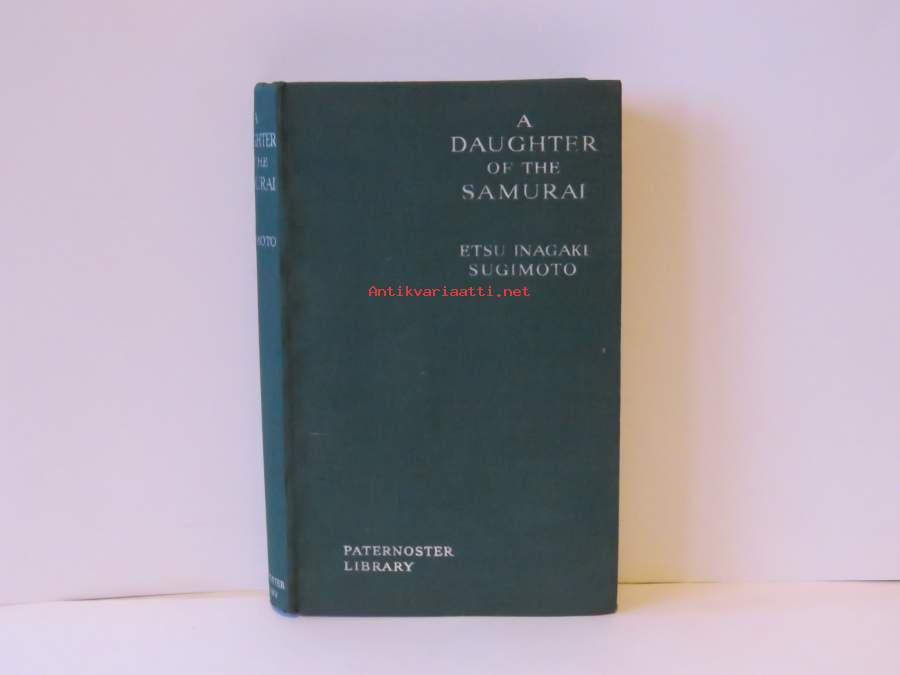 A
DAUGHTER
OF THE
SAMURAI
ETSU INAGAKI
SUGIMOTO
Antikvariaatti.net
PATERNOSTER
LIBRARY
A